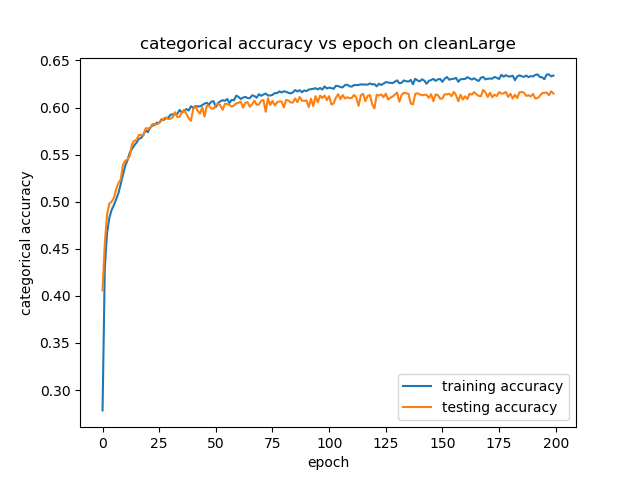 categorical accuracy vs epoch on cleanLarge
0.65
0.60
0.55
0.50
0.45
0.40
0.35
0.30
categorical accuracy
training accuracy
testing accuracy
0 25 50 75 100 125 150 175 200
epoch